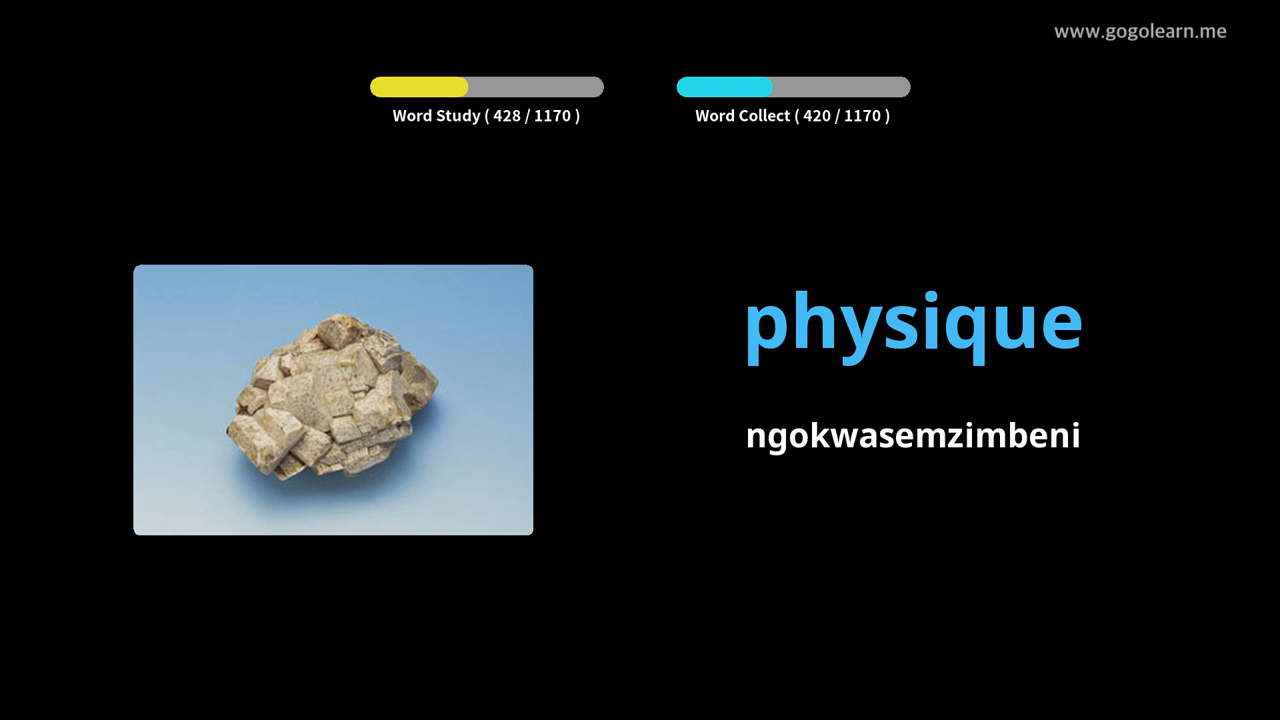 www.gogolearn.me
Word Study ( 428 / 1170 )
Word Collect ( 420 / 1170 )
physique
ngokwasemzimbeni